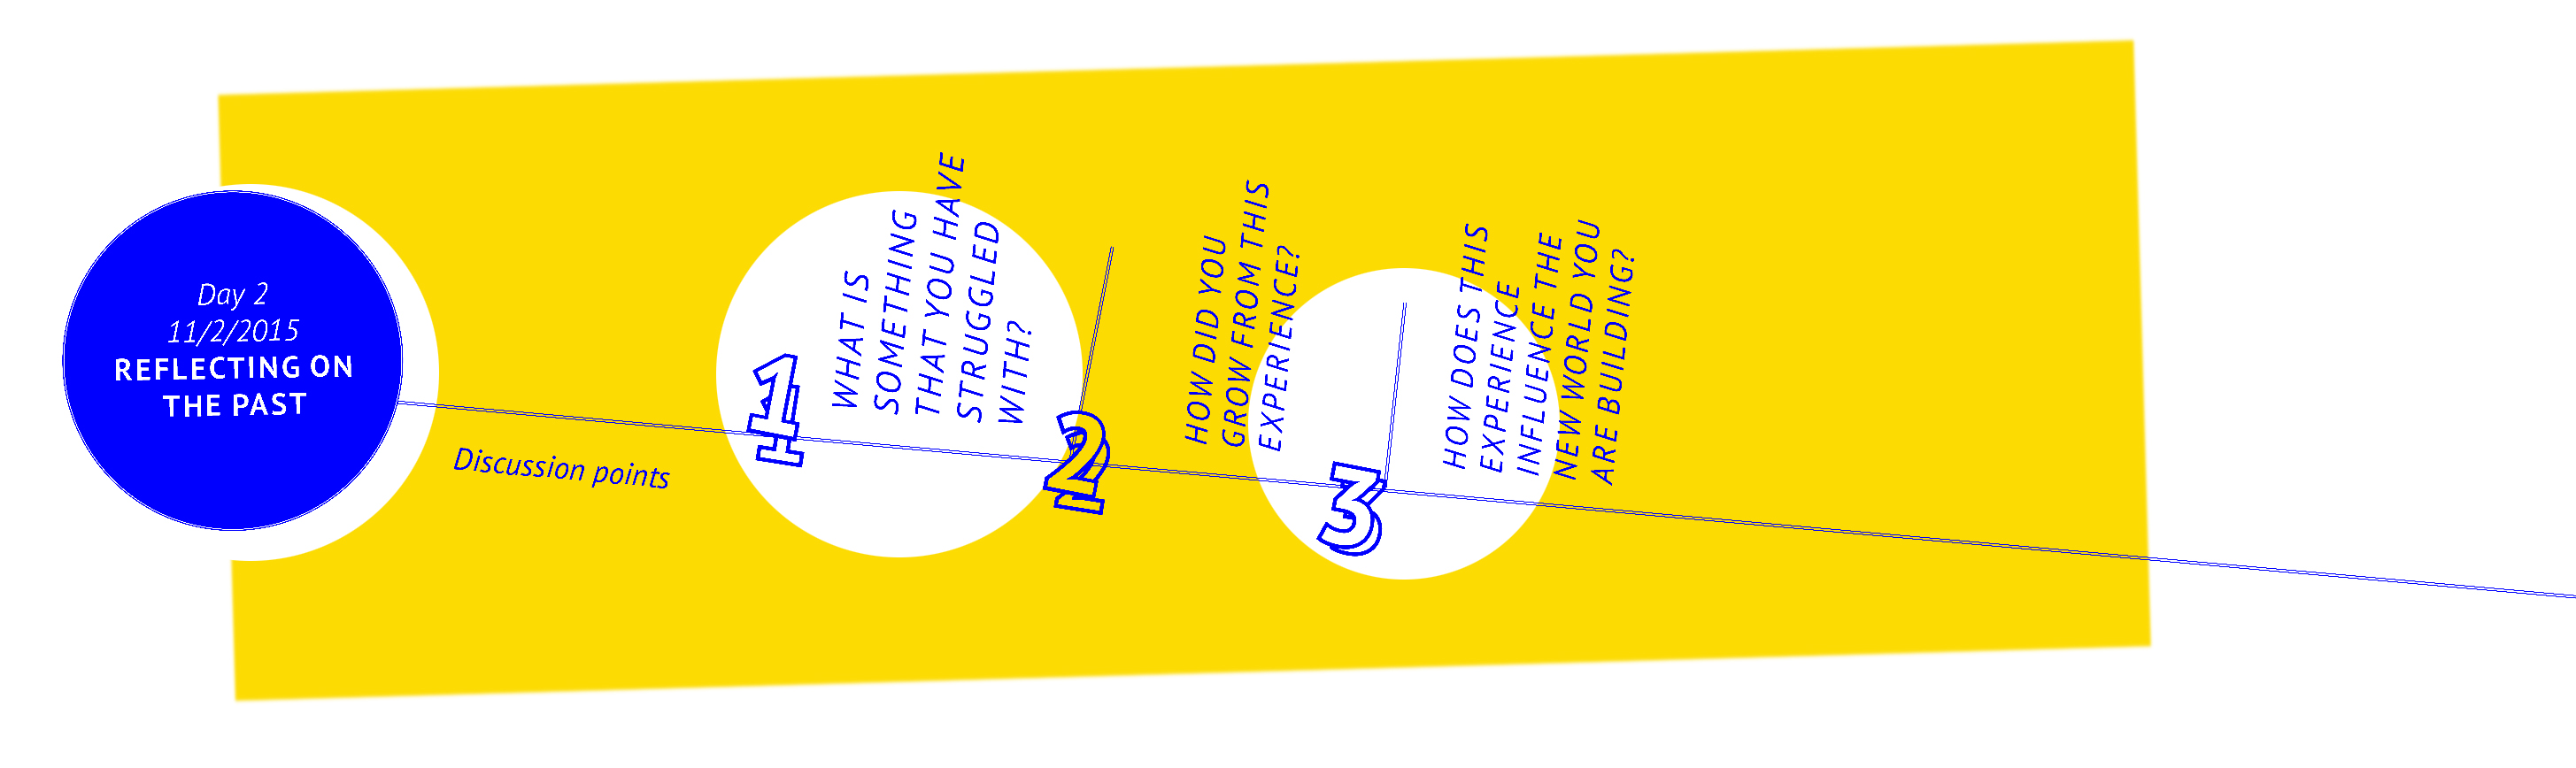 Day 2
11/2/2015
REFLECTING ON
THE PAST
Discussion points
1
WHAT IS
SOMETHING
THAT YOU HAVE
STRUGGLED
WITH?
2
HOW DID YOU
GROW FROM THIS
EXPERIENCE?
3
HOW DOES THIS
EXPERIENCE
INFLUENCE THE
NEW WORLD YOU
ARE BUILDING?